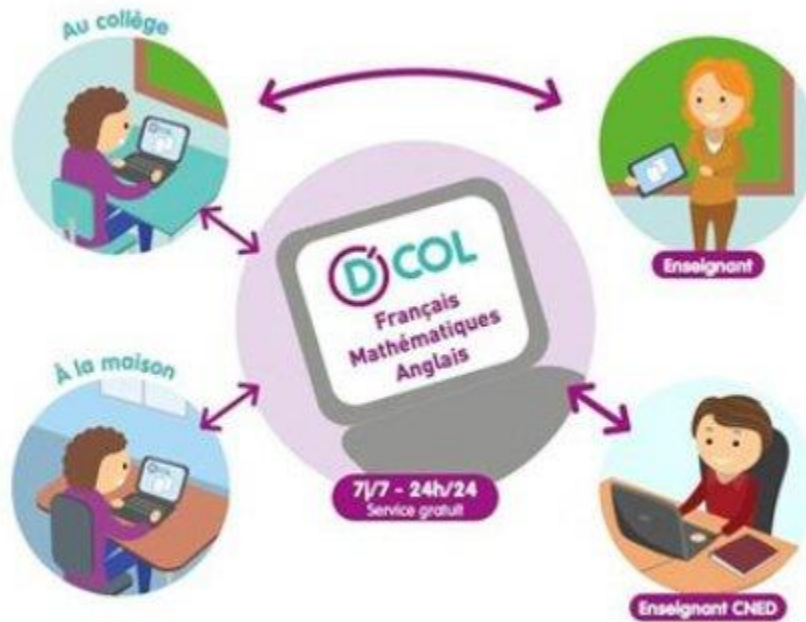 Au collège
D'COL
Français
Mathématiques
Anglais
Enseignant
À la maison
7j/7 - 24h/24
Service gratuit
Enseignant CNED